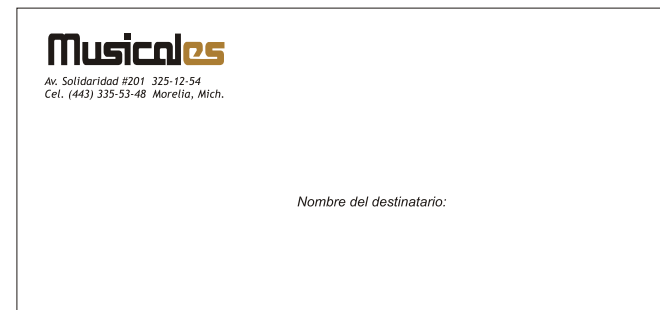 Musicales
Av. Solidaridad #201 325-12-54
Cel. (443) 335-53-48 Morelia, Mich.
Nombre del destinatario: